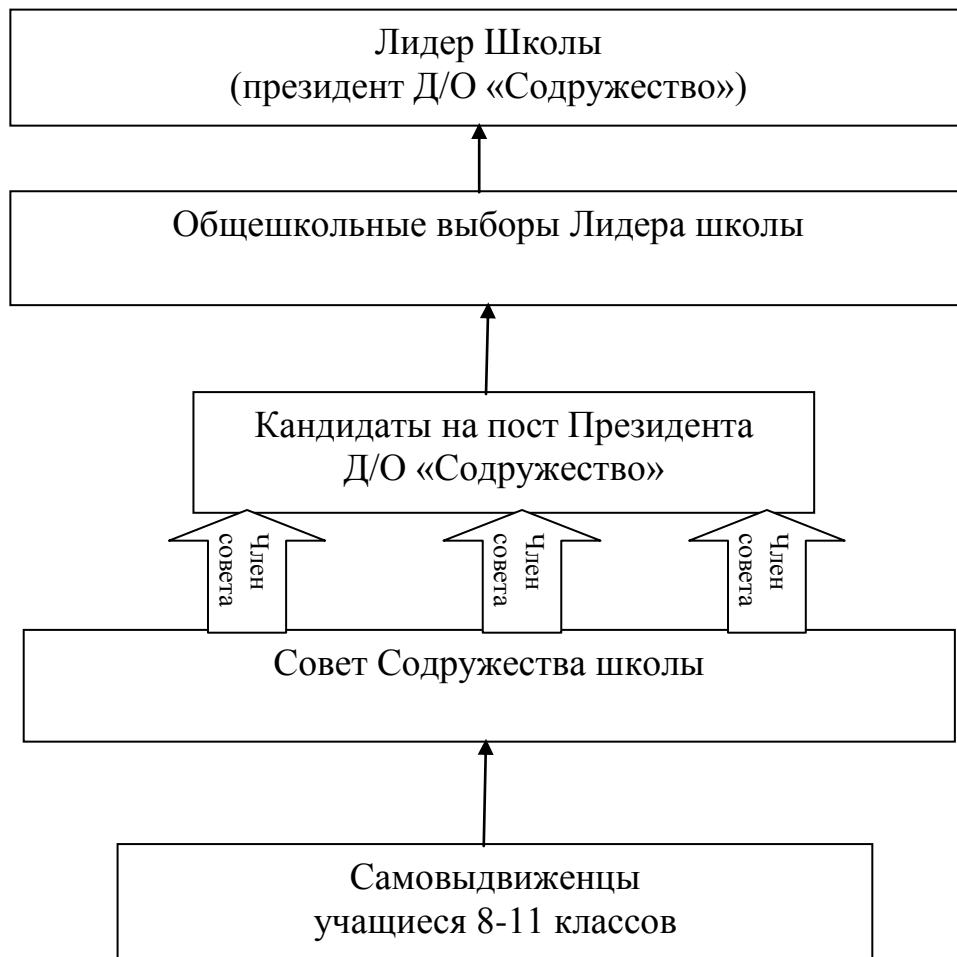 Лидер Школы
(президент Д/О «Содружество»)
Общешкольные выборы Лидера школы
Кандидаты на пост Президента
Д/О «Содружество»
Член
совета
Член
совета
Член
совета
Совет Содружества школы
Самовыдвиженцы
учащиеся 8-11 классов